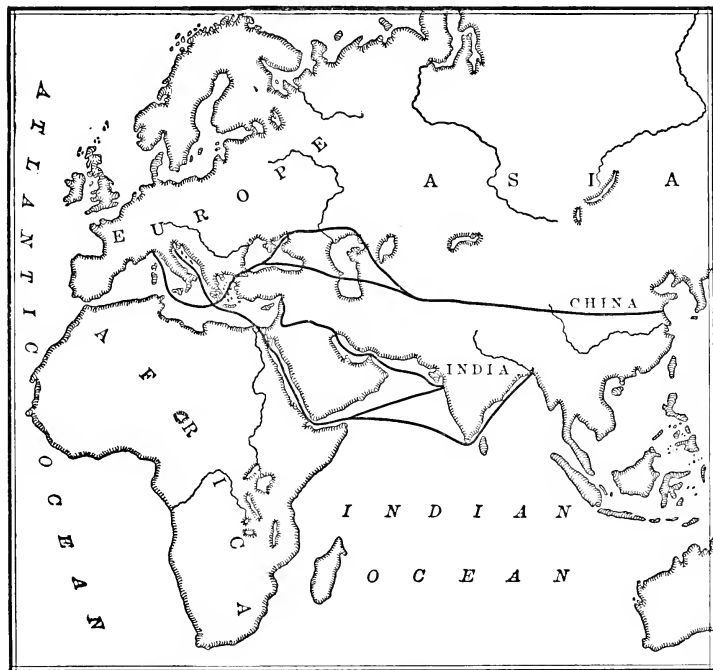 ATLANTIC
OCEAN
EUROPE
ASIA
AFRICA
CHINA
INDIA
INDIAN
OCEAN